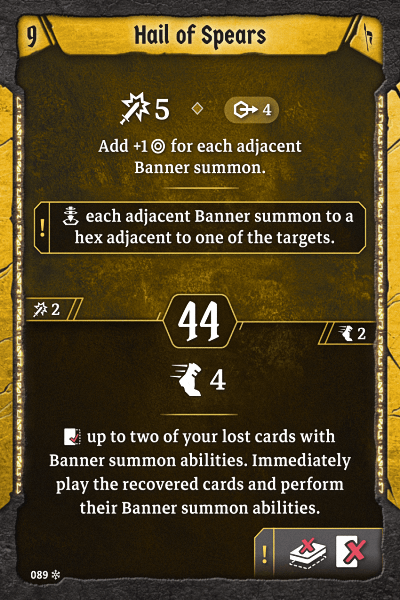 9
Hail of Spears
5
4
Add +1 for each adjacent
Banner summon.
! each adjacent Banner summon to a
hex adjacent to one of the targets.
2
44
2
4
up to two of your lost cards with
Banner summon abilities. Immediately
play the recovered cards and perform
their Banner summon abilities.
!
089